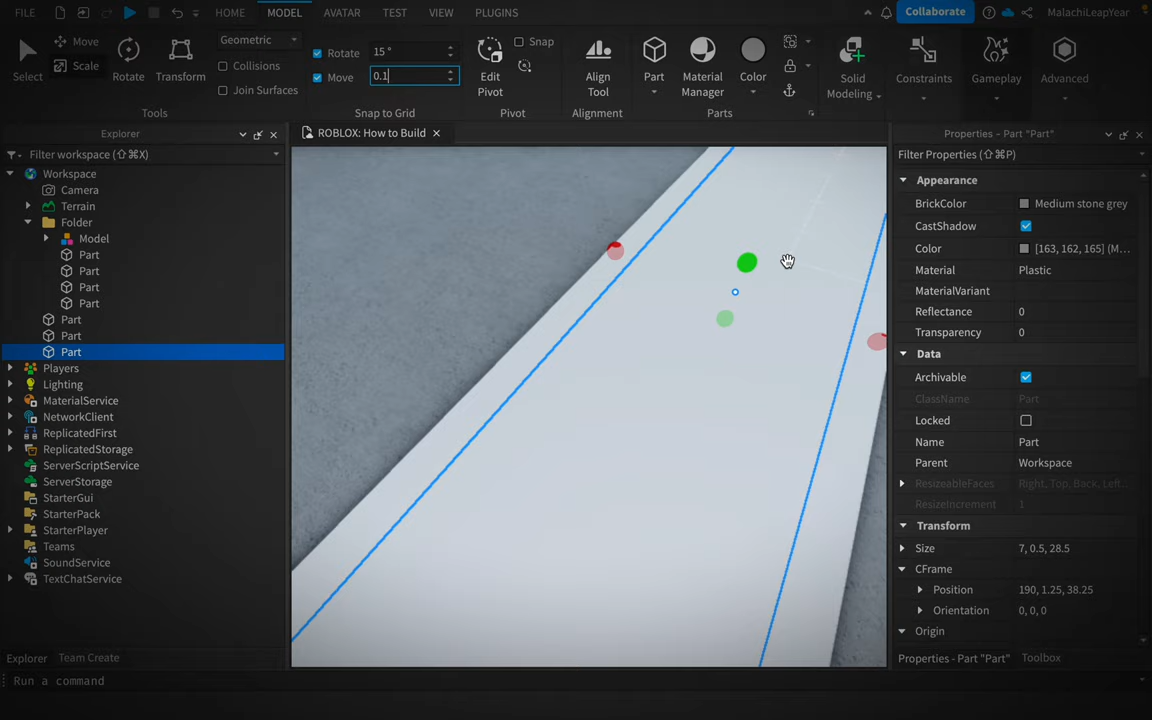 FILE HOME MODEL AVATAR TEST VIEW PLUGINS Collaborate MalachiLeapYear
Select
Move
Scale
Rotate
Transform
Geometric
Collisions
Join Surfaces
Tools
Rotate 15 °
Move 0.1
Snap to Grid
Edit
Pivot
Snap
Pivot
Align
Tool
Alignment
Part
Material
Manager
Color
Parts
Solid
Modeling
Constraints
Gameplay
Advanced
Explorer
Filter workspace (⇧⌘X)
Workspace
Camera
Terrain
Folder
Model
Part
Part
Part
Part
Part
Part
Part
Players
Lighting
MaterialService
NetworkClient
ReplicatedFirst
ReplicatedStorage
ServerScriptService
ServerStorage
StarterGui
StarterPack
StarterPlayer
Teams
SoundService
TextChatService
Explorer Team Create
ROBLOX: How to Build
Properties - Part "Part"
Filter Properties (⇧⌘P)
Appearance
BrickColor Medium stone grey
CastShadow
Color [163, 162, 165] (M...
Material Plastic
MaterialVariant
Reflectance 0
Transparency 0
Data
Archivable
ClassName Part
Locked
Name Part
Parent Workspace
ResizeableFaces Right, Top, Back, Left...
ResizeIncrement 1
Transform
Size 7, 0.5, 28.5
CFrame
Position 190, 1.25, 38.25
Orientation 0, 0, 0
Origin
Properties - Part "Part" Toolbox
Run a command